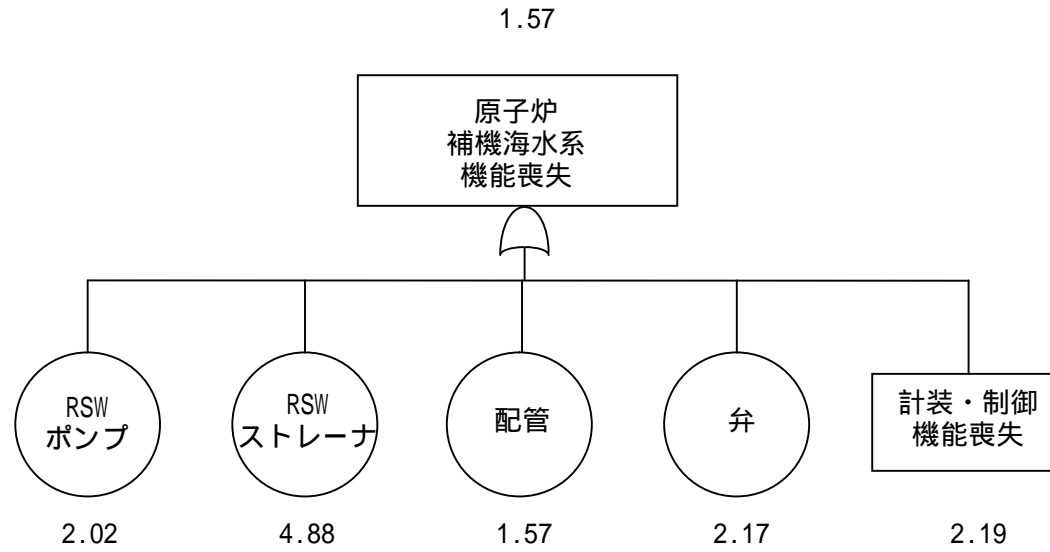 1.57
原子炉
補機海水系
機能喪失
RSW
ポンプ
RSW
ストレーナ
配管
弁
計装・制御
機能喪失
2.02
4.88
1.57
2.17
2.19